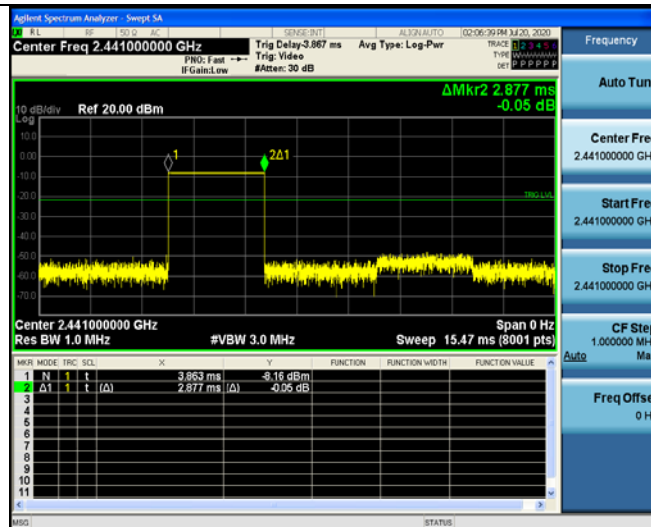 Agilent Spectrum Analyzer - Swept SA
RL RF 50 Ω AC SENSE:INT ALIGN AUTO 02:06:39 PM Jul 20, 2020
Center Freq 2.441000000 GHz
Trig Delay-3.867 ms Avg Type: Log-Pwr TRACE 1 2 3 4 5 6
PNO: Fast Trig: Video TYPE
IFGain:Low #Atten: 30 dB DET P P P P P P
Frequency
ΔMkr2 2.877 ms
-0.05 dB
10 dB/div Ref 20.00 dBm
Log
10.0
0.00
-10.0
-20.0
-30.0
-40.0
-50.0
-60.0
-70.0
1
2Δ1
TRIG LVL
Center 2.441000000 GHz Span 0 Hz
Res BW 1.0 MHz #VBW 3.0 MHz Sweep 15.47 ms (8001 pts)
MKR MODE TRC SCL X Y FUNCTION FUNCTION WIDTH FUNCTION VALUE
1 N 1 t 3.863 ms -8.16 dBm
2 Δ1 1 t (Δ) 2.877 ms (Δ) -0.05 dB
3
4
5
6
7
8
9
10
11
MSG STATUS
Auto Tun
Center Fre
2.441000000 GH
Start Fre
2.441000000 GH
Stop Fre
2.441000000 GH
CF Step
1.000000 MH
Auto Ma
Freq Offse
0 H